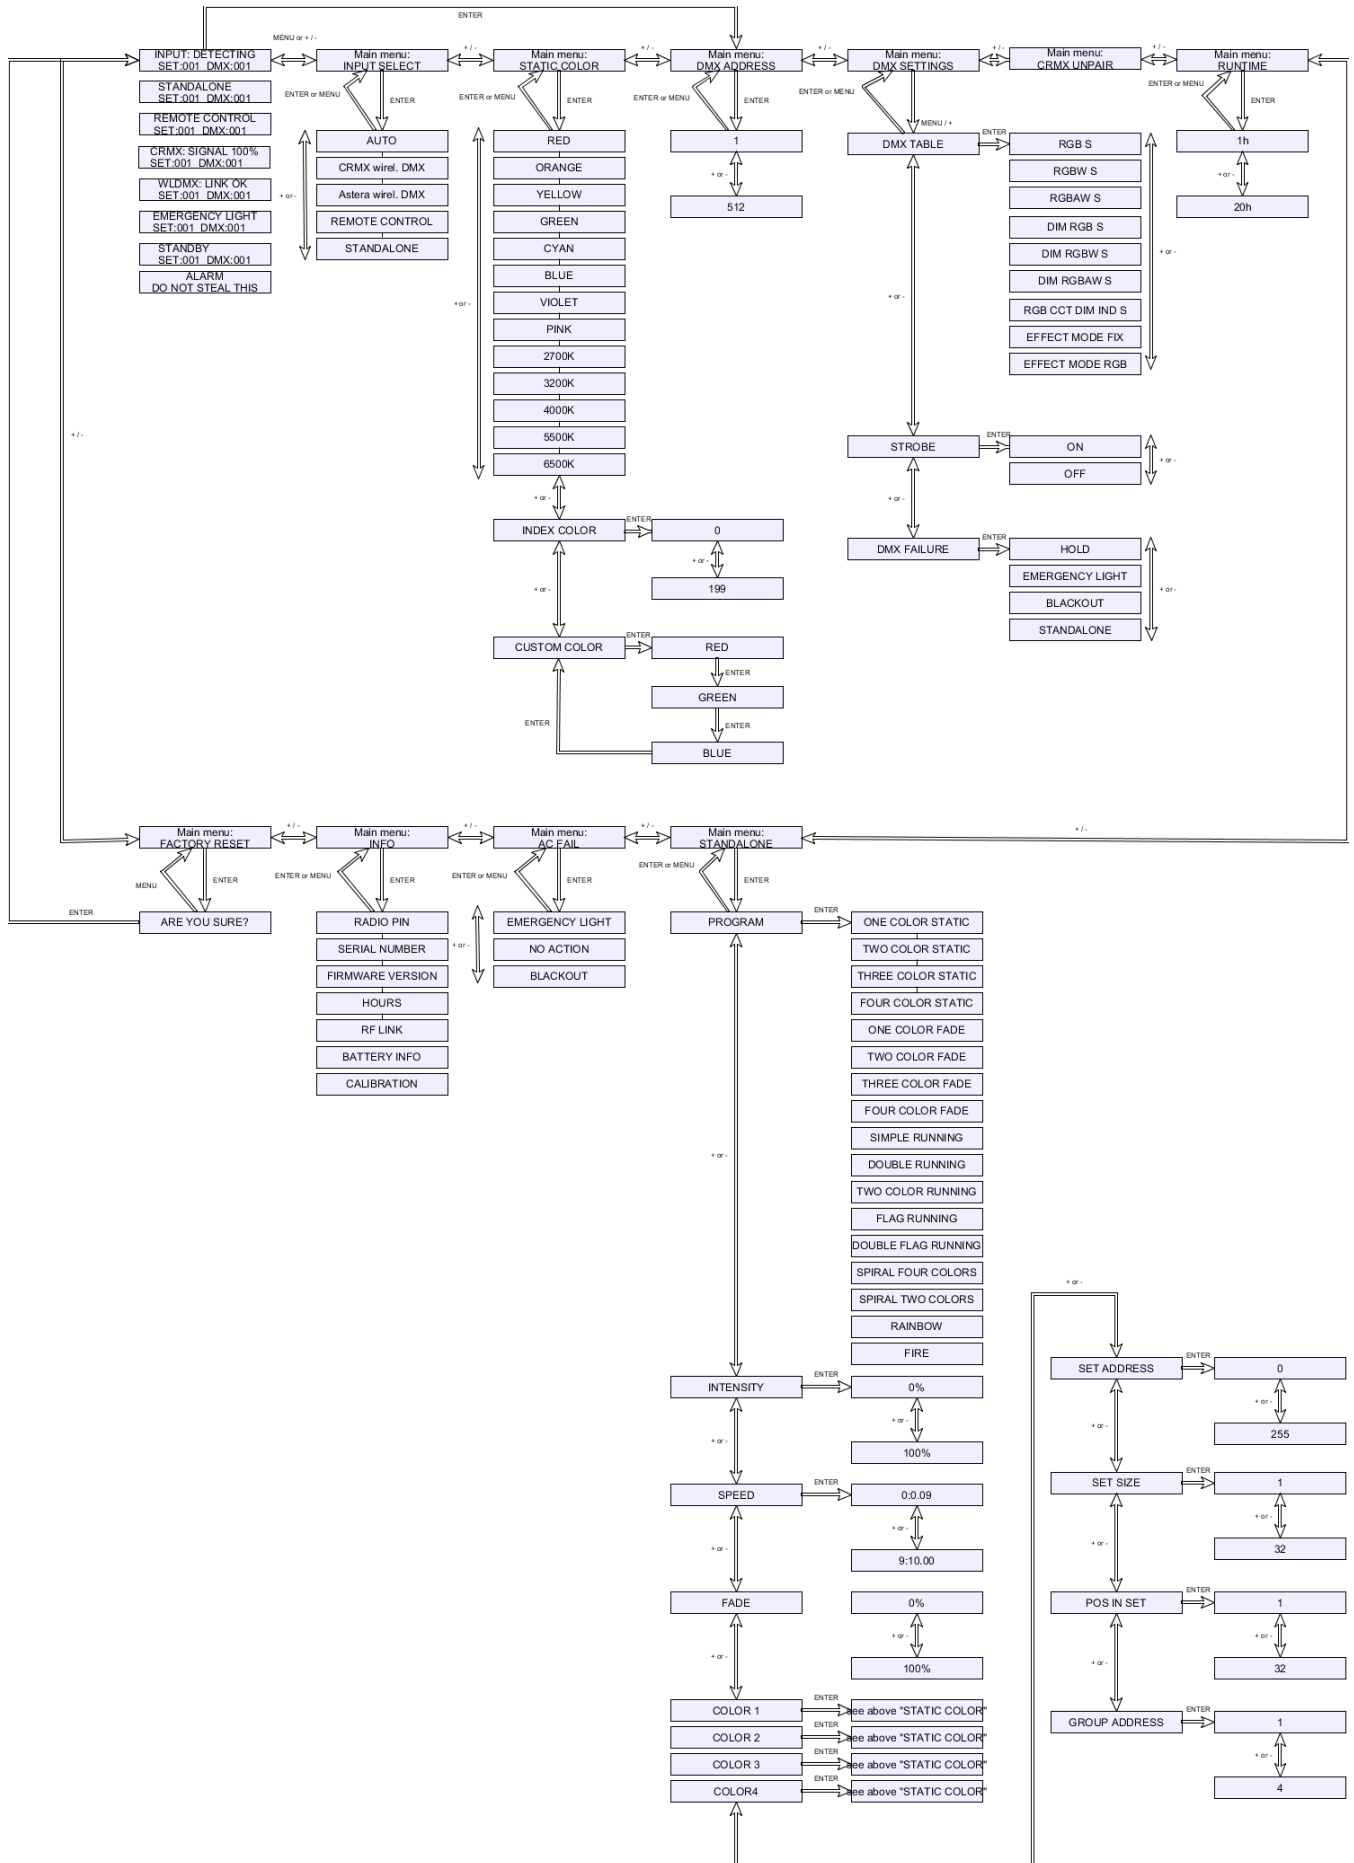 ENTER
MENU or + / -
+ / -
+ / -
+ / -
+ / -
+ / -
INPUT: DETECTING
SET:001  DMX:001
Main menu:
INPUT SELECT
Main menu:
STATIC COLOR
Main menu:
DMX ADDRESS
Main menu:
DMX SETTINGS
Main menu:
CRMX UNPAIR
Main menu:
RUNTIME
STANDALONE
SET:001  DMX:001
REMOTE CONTROL
SET:001  DMX:001
CRMX: SIGNAL 100%
SET:001  DMX:001
WLDMX: LINK OK
SET:001  DMX:001
EMERGENCY LIGHT
SET:001  DMX:001
STANDBY
SET:001  DMX:001
ALARM
DO NOT STEAL THIS
+ / -
ENTER or MENU
ENTER
+ or -
AUTO
CRMX wirel. DMX
Astera wirel. DMX
REMOTE CONTROL
STANDALONE
ENTER or MENU
ENTER
+ or -
RED
ORANGE
YELLOW
GREEN
CYAN
BLUE
VIOLET
PINK
2700K
3200K
4000K
5500K
6500K
+ or -
INDEX COLOR
ENTER
0
+ or -
199
+ or -
CUSTOM COLOR
ENTER
RED
ENTER
GREEN
ENTER
BLUE
ENTER
ENTER or MENU
ENTER
1
+ or -
512
ENTER or MENU
MENU / +
DMX TABLE
ENTER
RGB S
RGBW S
RGBAW S
DIM RGB S
DIM RGBW S
DIM RGBAW S
RGB CCT DIM IND S
EFFECT MODE FIX
EFFECT MODE RGB
+ or -
+ or -
STROBE
ENTER
ON
OFF
+ or -
+ or -
DMX FAILURE
ENTER
HOLD
EMERGENCY LIGHT
BLACKOUT
STANDALONE
+ or -
ENTER or MENU
ENTER
1h
+ or -
20h
+ / -
+ / -
+ / -
+ / -
Main menu:
FACTORY RESET
Main menu:
INFO
Main menu:
AC FAIL
Main menu:
STANDALONE
MENU
ENTER
ENTER
ARE YOU SURE?
ENTER or MENU
ENTER
RADIO PIN
SERIAL NUMBER
FIRMWARE VERSION
HOURS
RF LINK
BATTERY INFO
CALIBRATION
ENTER or MENU
ENTER
+ or -
EMERGENCY LIGHT
NO ACTION
BLACKOUT
ENTER or MENU
ENTER
PROGRAM
ENTER
ONE COLOR STATIC
TWO COLOR STATIC
THREE COLOR STATIC
FOUR COLOR STATIC
ONE COLOR FADE
TWO COLOR FADE
THREE COLOR FADE
FOUR COLOR FADE
SIMPLE RUNNING
DOUBLE RUNNING
TWO COLOR RUNNING
FLAG RUNNING
DOUBLE FLAG RUNNING
SPIRAL FOUR COLORS
SPIRAL TWO COLORS
RAINBOW
FIRE
+ or -
INTENSITY
ENTER
0%
+ or -
100%
+ or -
SPEED
ENTER
0:0.09
+ or -
9:10.00
+ or -
FADE
0%
+ or -
100%
+ or -
COLOR 1
ENTER
see above "STATIC COLOR"
COLOR 2
ENTER
see above "STATIC COLOR"
COLOR 3
ENTER
see above "STATIC COLOR"
COLOR4
ENTER
see above "STATIC COLOR"
+ or -
SET ADDRESS
ENTER
0
+ or -
255
+ or -
SET SIZE
ENTER
1
+ or -
32
+ or -
POS IN SET
ENTER
1
+ or -
32
+ or -
GROUP ADDRESS
ENTER
1
+ or -
4